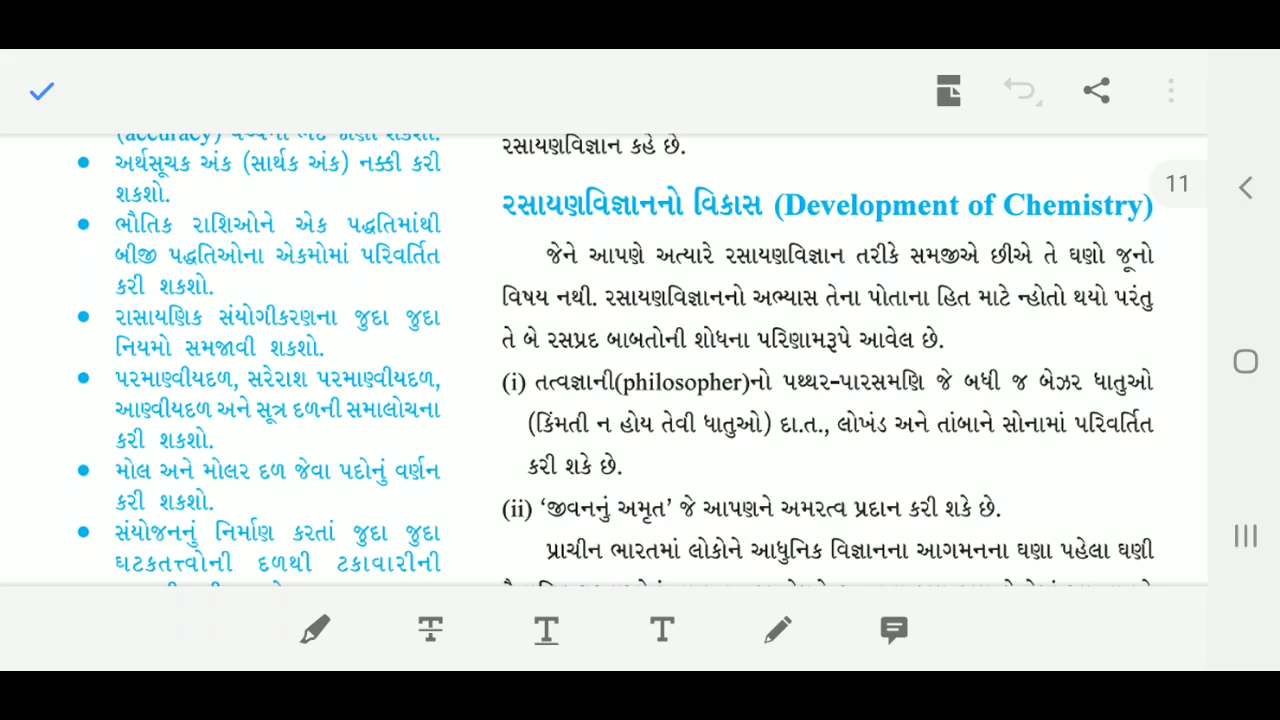 (accuracy) વચ્ચેનો ભેદ જાણી શકશો.
અર્થસૂચક અંક (સાર્થક અંક) નક્કી કરી
શકશો.
ભૌતિક રાશિઓને એક પદ્ધતિમાંથી
બીજી પદ્ધતિઓના એકમોમાં પરિવર્તિત
કરી શકશો.
રાસાયણિક સંયોગીકરણના જુદા જુદા
નિયમો સમજાવી શકશો.
પરમાણ્વીયદળ, સરેરાશ પરમાણ્વીયદળ,
આણ્વીયદળ અને સૂત્ર દળની સમાલોચના
કરી શકશો.
મોલ અને મોલર દળ જેવા પદોનું વર્ણન
કરી શકશો.
સંયોજનનું નિર્માણ કરતાં જુદા જુદા
ઘટકતત્ત્વોની દળથી ટકાવારીની
રસાયણવિજ્ઞાન કહે છે.
11
રસાયણવિજ્ઞાનનો વિકાસ (Development of Chemistry)
જેને આપણે અત્યારે રસાયણવિજ્ઞાન તરીકે સમજીએ છીએ તે ઘણો જૂનો
વિષય નથી. રસાયણવિજ્ઞાનનો અભ્યાસ તેના પોતાના હિત માટે ન્હોતો થયો પરંતુ
તે બે રસપ્રદ બાબતોની શોધના પરિણામરૂપે આવેલ છે.
(i) તત્વજ્ઞાની(philosopher)નો પથ્થર-પારસમણિ જે બધી જ બેઝર ધાતુઓ
(કિંમતી ન હોય તેવી ધાતુઓ) દા.ત., લોખંડ અને તાંબાને સોનામાં પરિવર્તિત
કરી શકે છે.
(ii) ‘જીવનનું અમૃત’ જે આપણને અમરત્વ પ્રદાન કરી શકે છે.
પ્રાચીન ભારતમાં લોકોને આધુનિક વિજ્ઞાનના આગમનના ઘણા પહેલા ઘણી